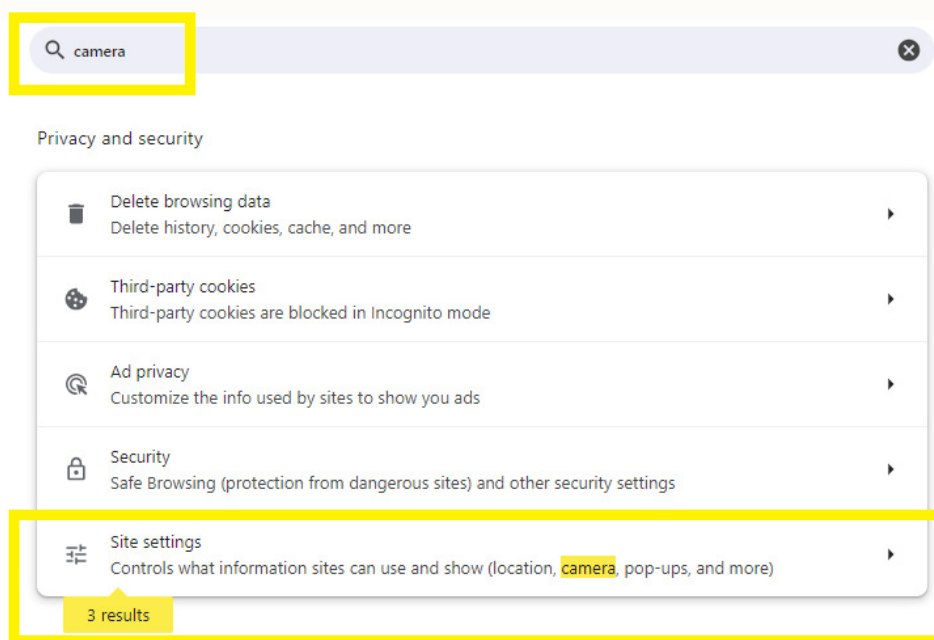 camera
Privacy and security
Delete browsing data
Delete history, cookies, cache, and more
Third-party cookies
Third-party cookies are blocked in Incognito mode
Ad privacy
Customize the info used by sites to show you ads
Security
Safe Browsing (protection from dangerous sites) and other security settings
Site settings
Controls what information sites can use and show (location, camera, pop-ups, and more)
3 results